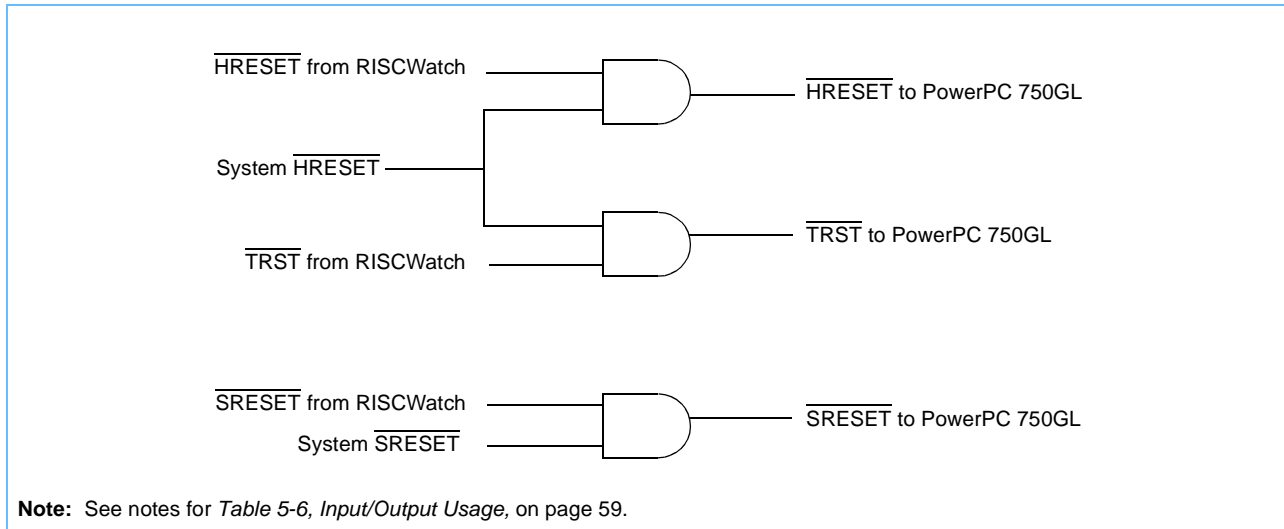 HRESET from RISCWatch
HRESET to PowerPC 750GL
System HRESET
TRST to PowerPC 750GL
TRST from RISCWatch
SRESET from RISCWatch
SRESET to PowerPC 750GL
System SRESET
Note: See notes for Table 5-6, Input/Output Usage, on page 59.